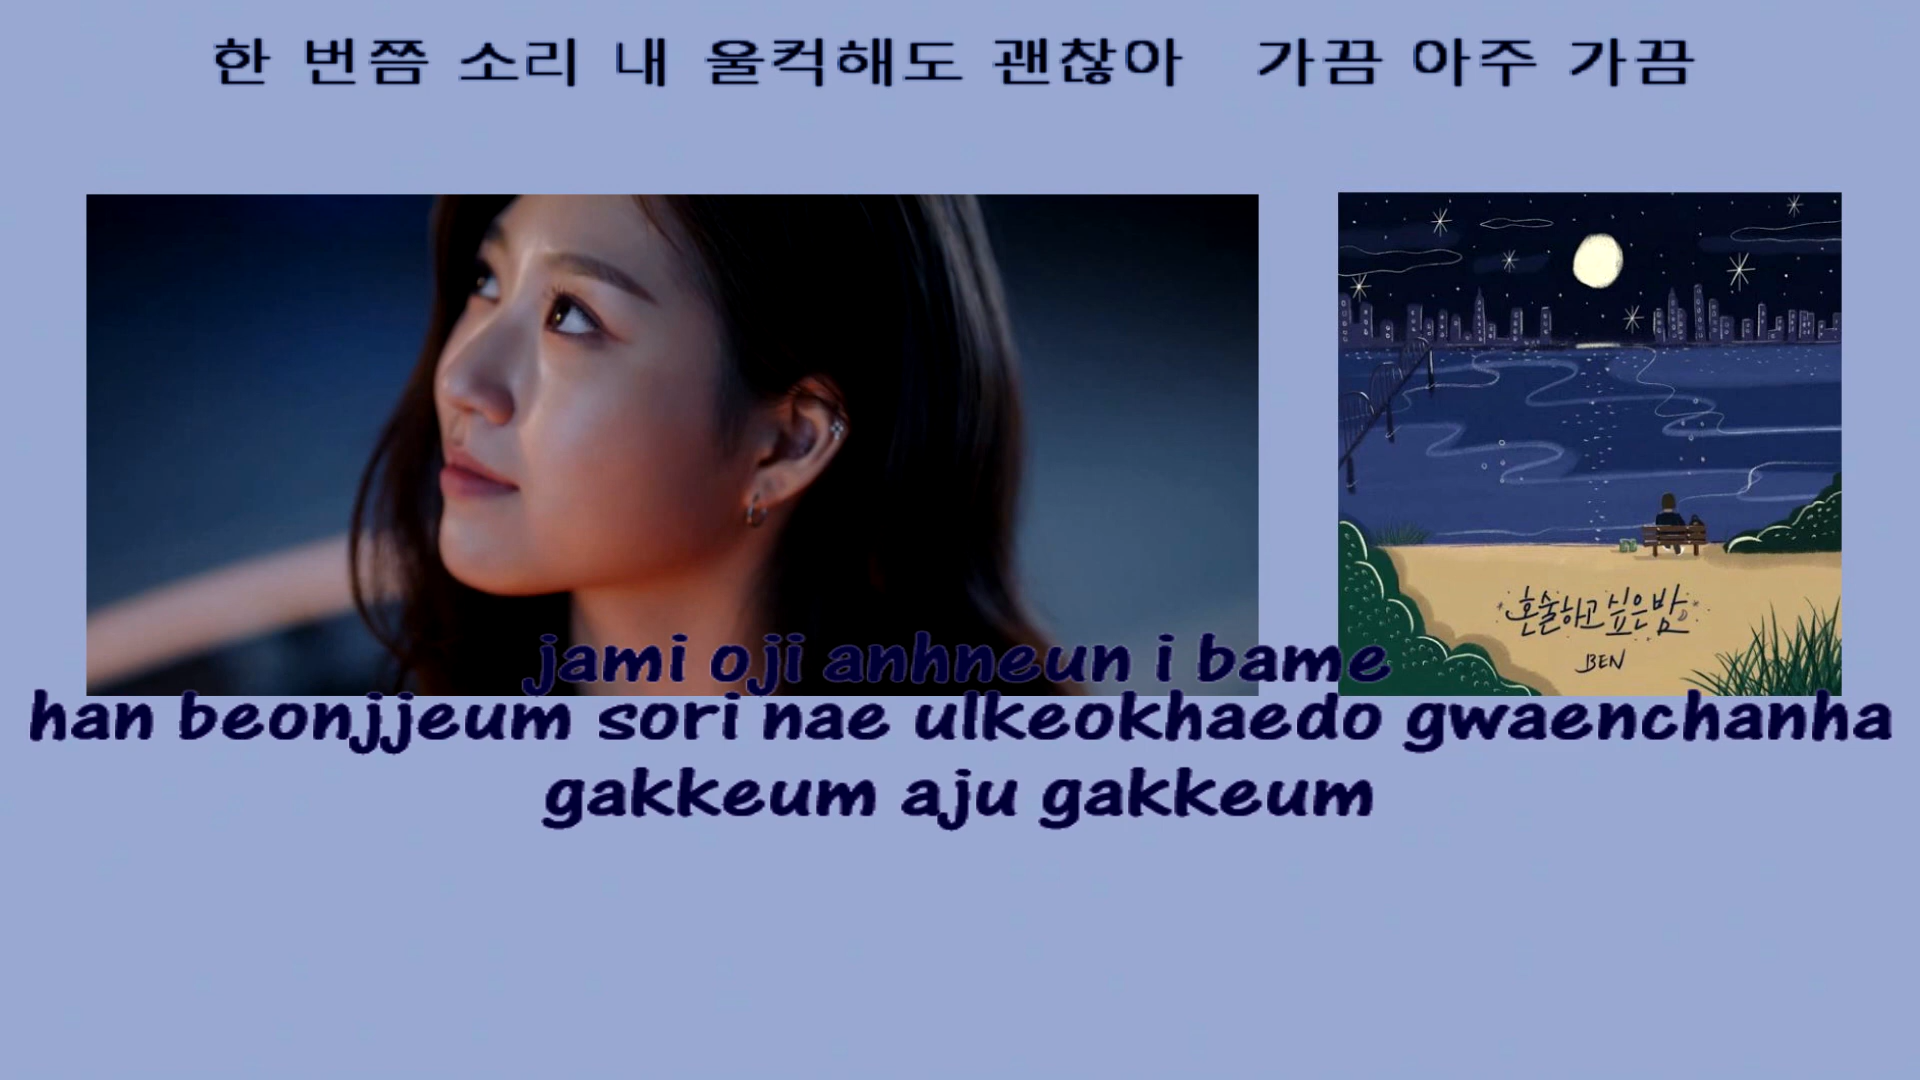 한 번쯤 소리 내 울컥해도 괜찮아 가끔 아주 가끔
혼술하고 싶은 밤
BEN
jami oji anhneun i bame
han beonjjeum sori nae ulkeokhaedo gwaenchanha
gakkeum aju gakkeum